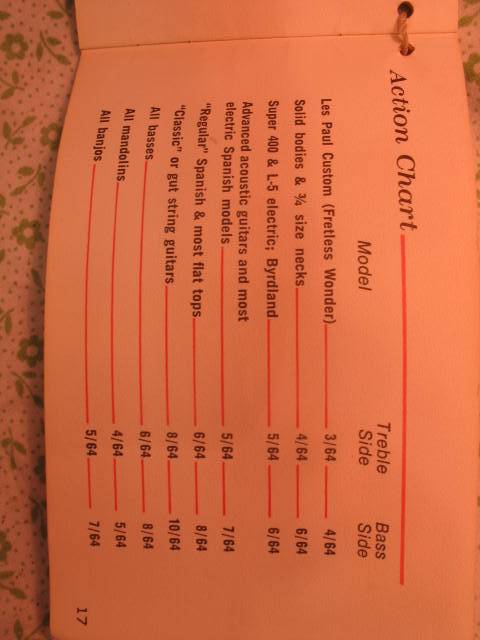 Action Chart
Model Treble Side Bass Side
Les Paul Custom (Fretless Wonder) 3/64 4/64
Solid bodies & ¾ size necks 4/64 6/64
Super 400 & L-5 electric; Byrdland 5/64 6/64
Advanced acoustic guitars and most
electric Spanish models 5/64 7/64
"Regular" Spanish & most flat tops 6/64 8/64
"Classic" or gut string guitars 8/64 10/64
All basses 6/64 8/64
All mandolins 4/64 5/64
All banjos 5/64 7/64
17